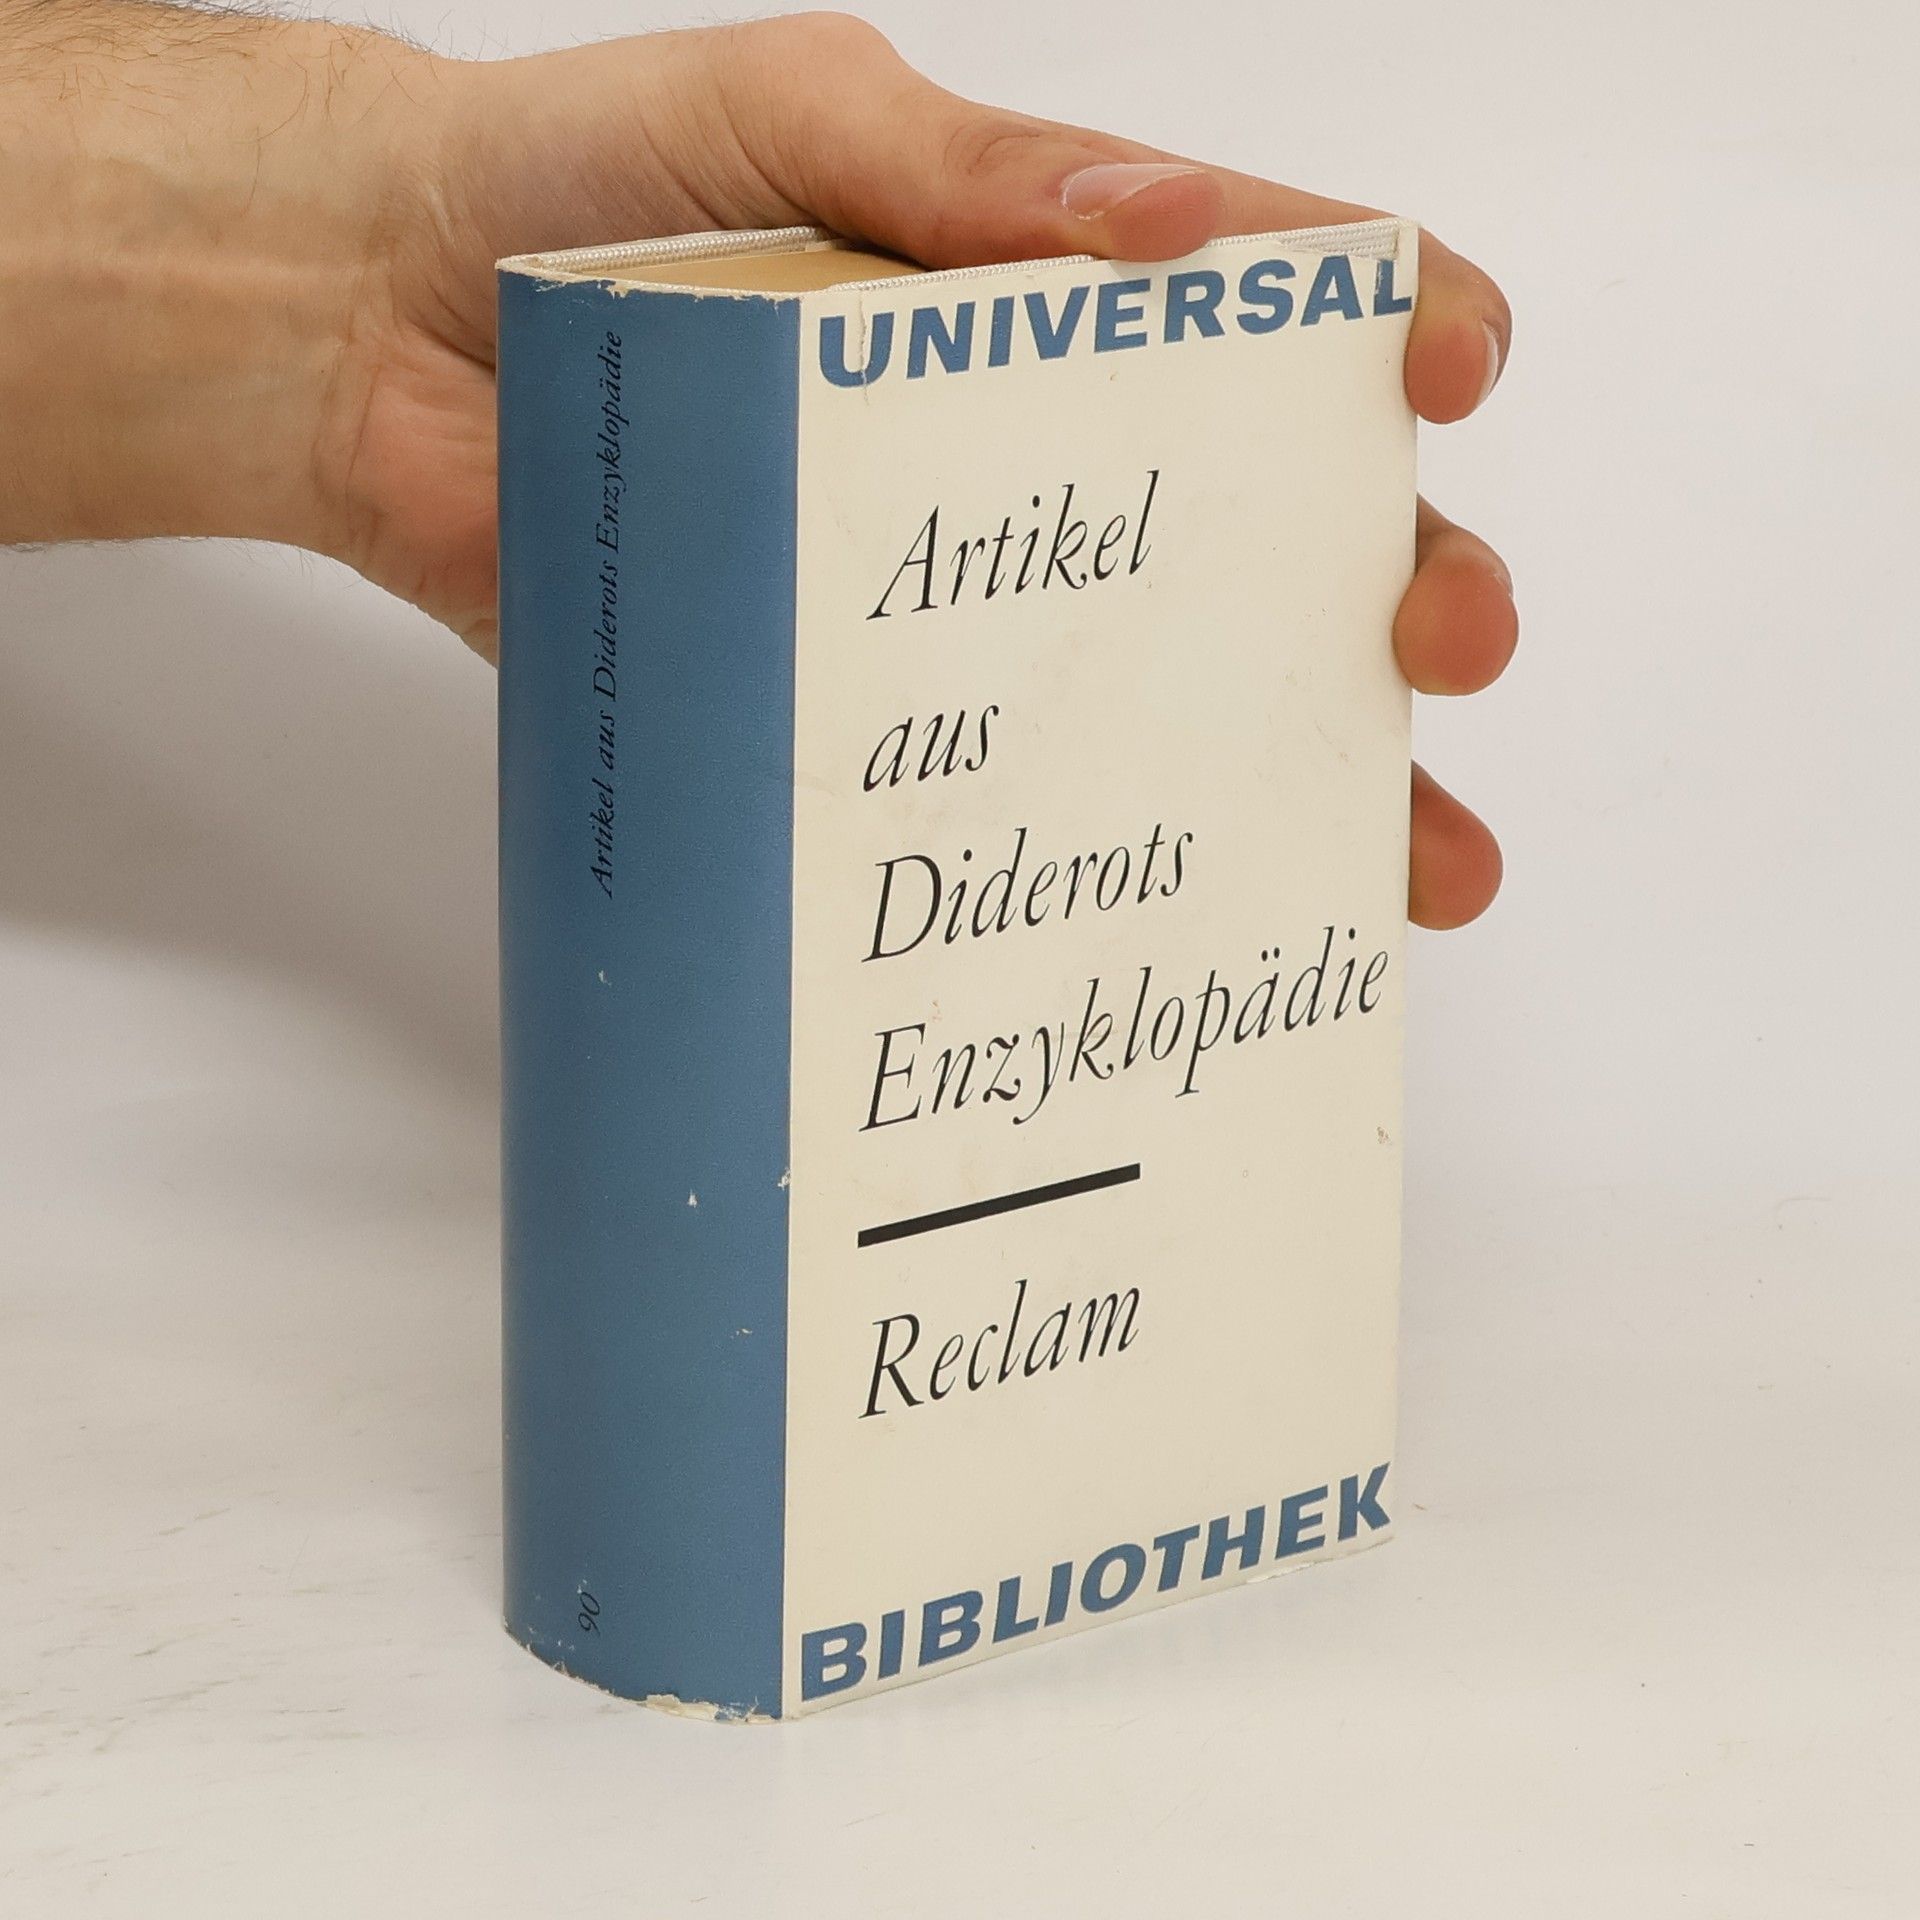 Artikel aus Diderots Enzyklopädie
90
UNIVERSAL
Artikel
aus
Diderots
Enzyklopädie
Reclam
BIBLIOTHEK